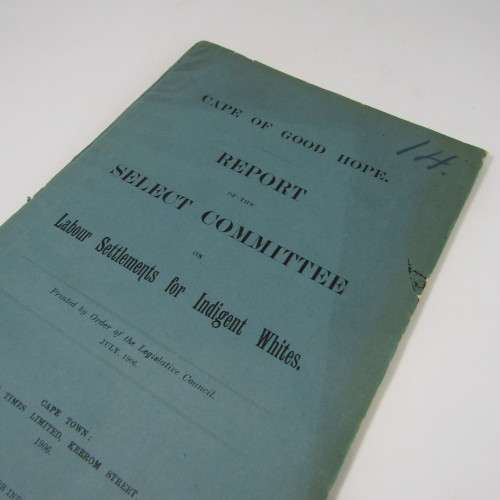 CAPE OF GOOD HOPE.
14.
REPORT
OF THE
SELECT COMMITTEE
ON
Labour Settlements for Indigent Whites.
Printed by Order of the Legislative Council.
JULY, 1906.
CAPE TOWN:
TIMES LIMITED, KEEROM STREET.
1906.